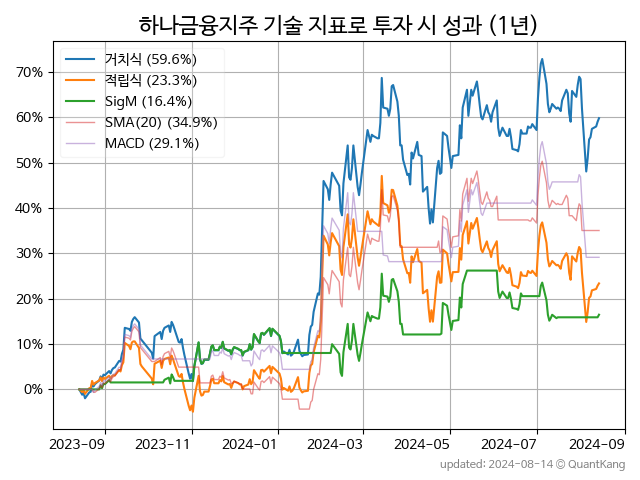 하나금융지주 기술 지표로 투자 시 성과 (1년)
거치식 (59.6%)
적립식 (23.3%)
SigM (16.4%)
SMA(20) (34.9%)
MACD (29.1%)
70%
60%
50%
40%
30%
20%
10%
0%
2023-09 2023-11 2024-01 2024-03 2024-05 2024-07 2024-09
updated: 2024-08-14 © QuantKang